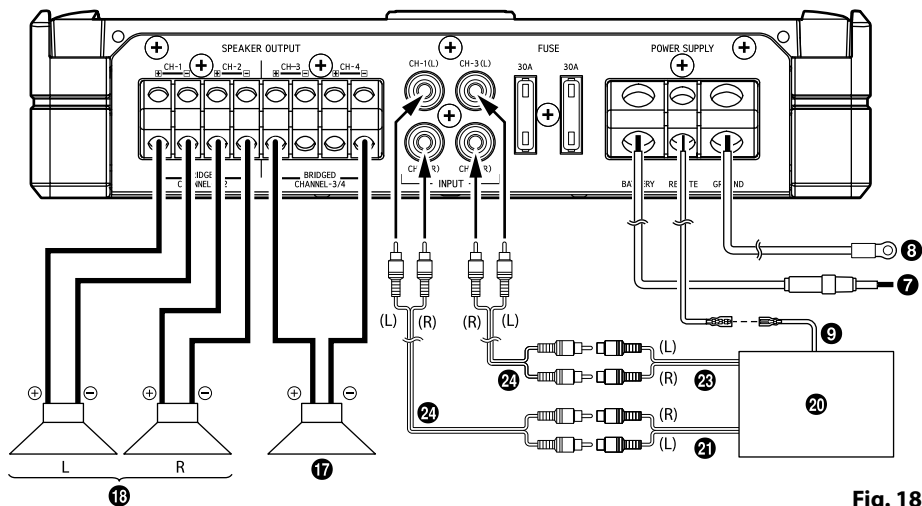 SPEAKER OUTPUT
CH-1 CH-2 CH-3 CH-4
CH-1(L) CH-3(L)
FUSE
30A 30A
POWER SUPPLY
BRIDGED
CHANNEL-3/4
INPUT
BATTERY REMOTE GROUND
(L) (R) (R) (L)
8
7
9
(L)
(R)
24 23
20
(R)
(L)
24 21
⊕ ⊖ ⊕ ⊖ ⊕ ⊖
L R
18
17
Fig. 18